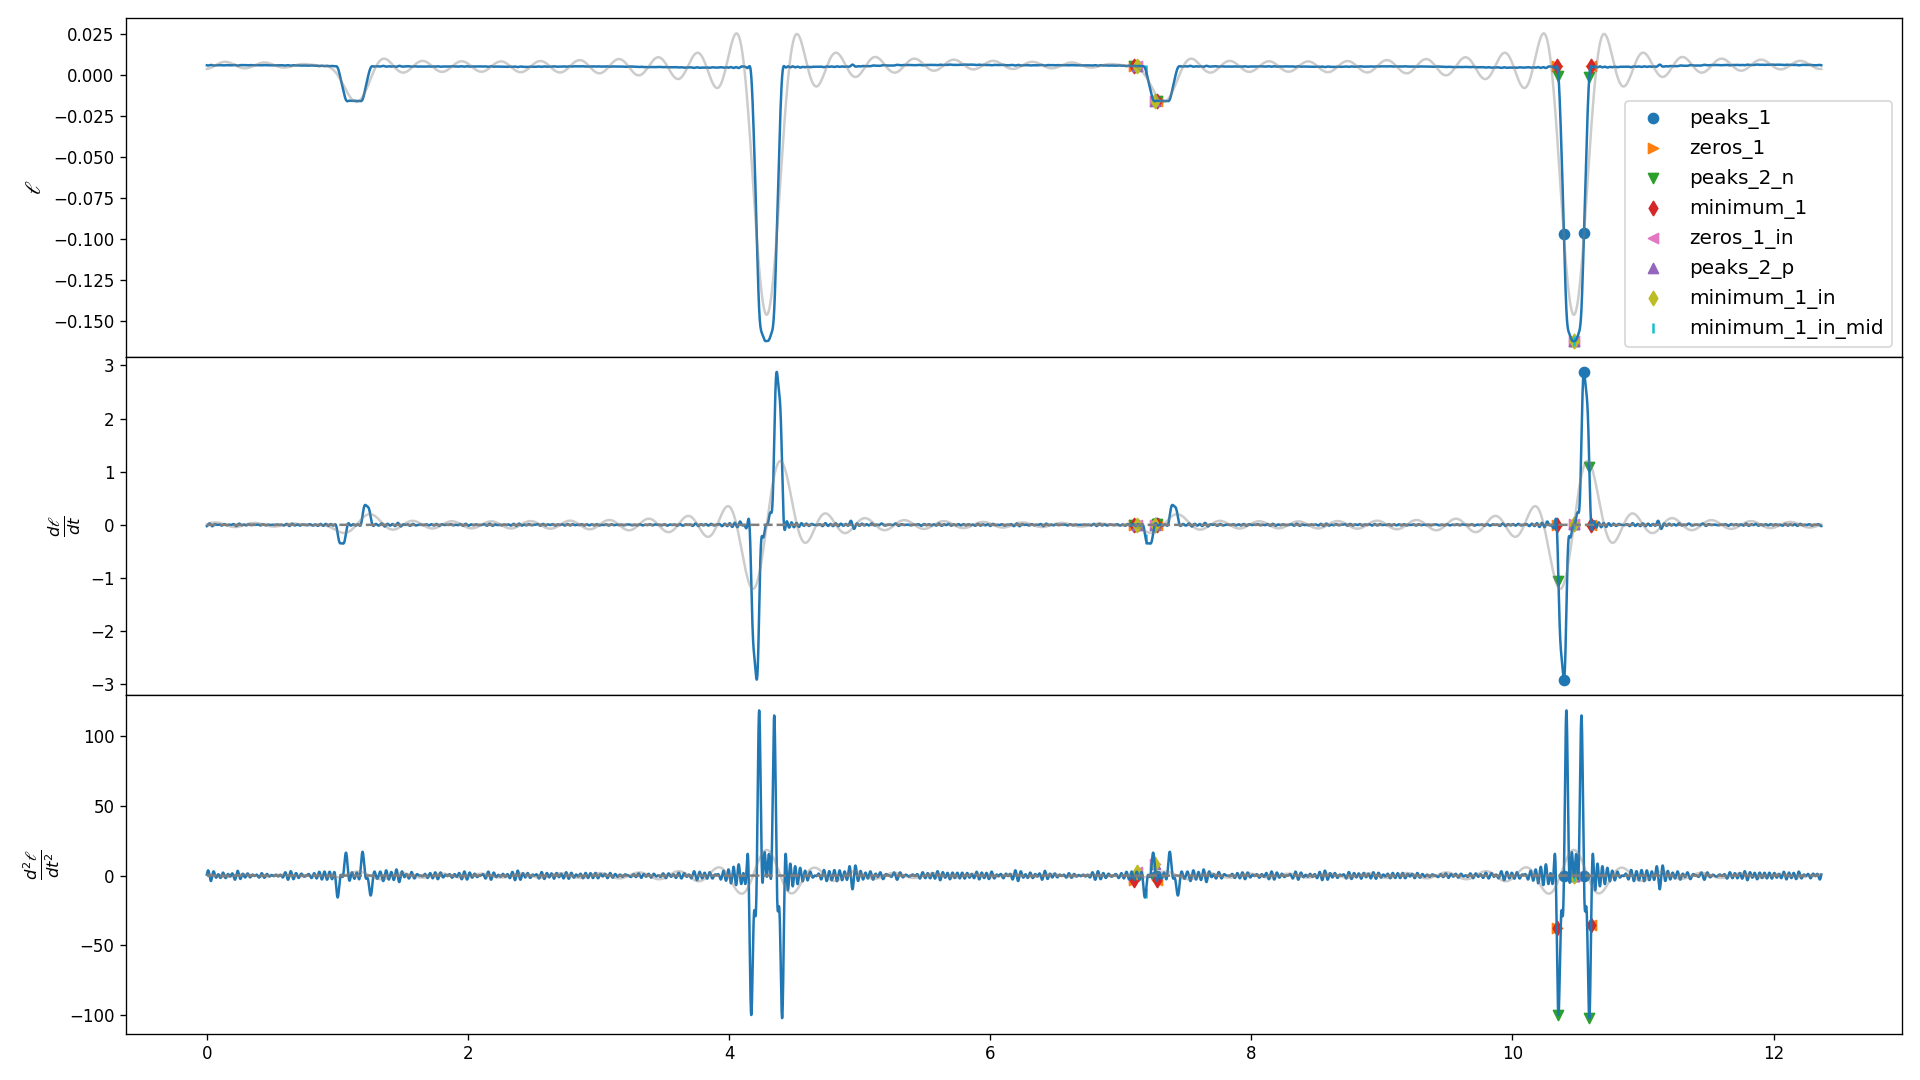 0.025
0.000
−0.025
−0.050
−0.075
−0.100
−0.125
−0.150
ℓ
peaks_1
zeros_1
peaks_2_n
minimum_1
zeros_1_in
peaks_2_p
minimum_1_in
minimum_1_in_mid
3
2
1
0
−1
−2
−3
dℓ
dt
100
50
0
−50
−100
d²ℓ
dt²
0 2 4 6 8 10 12